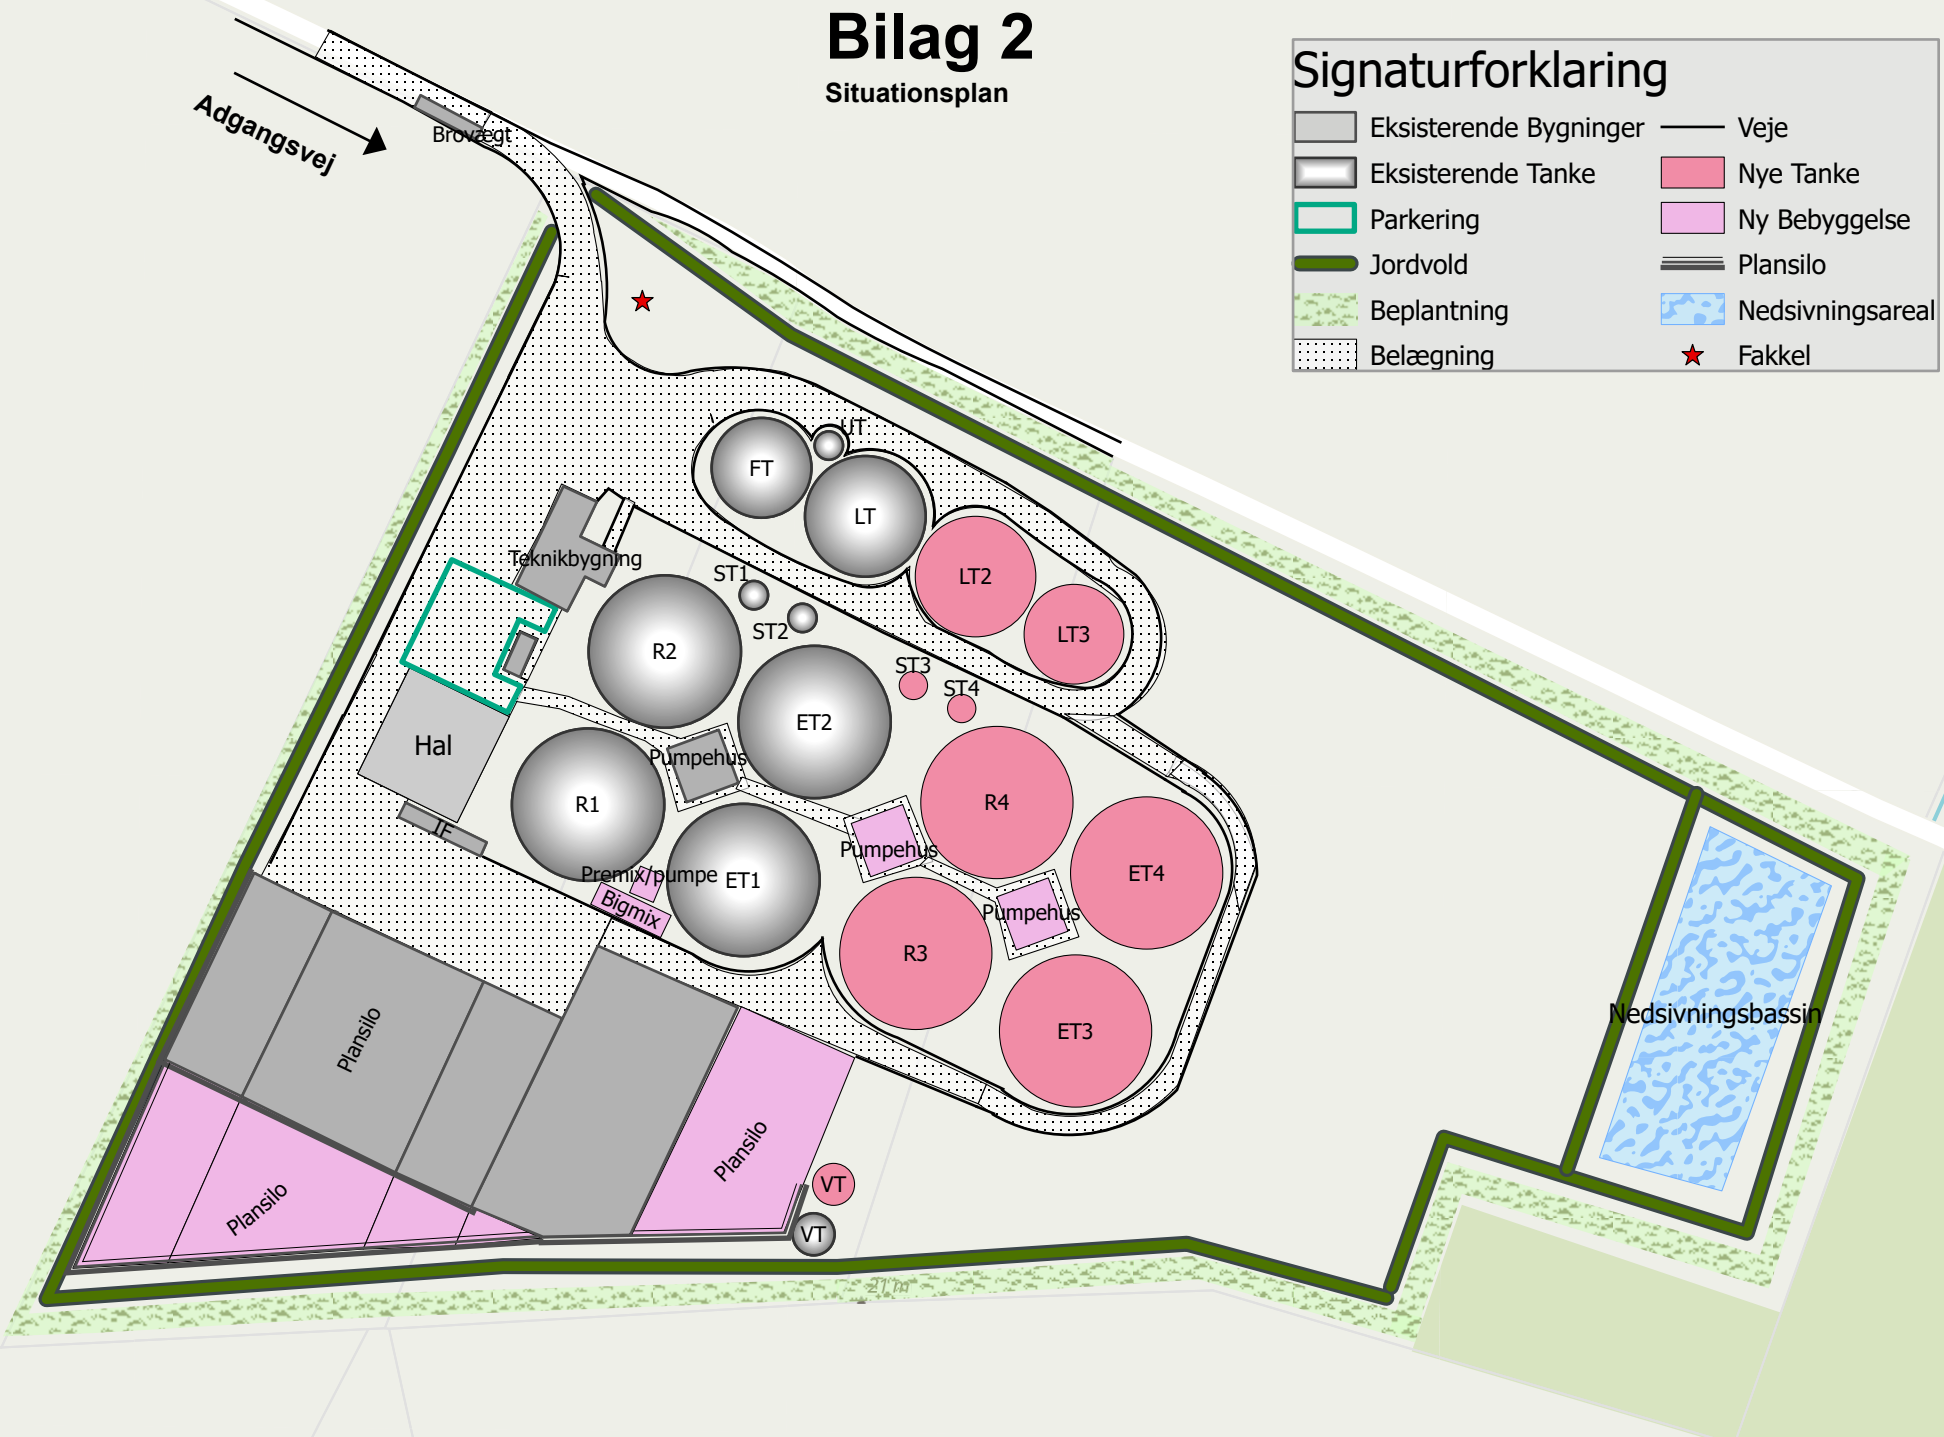 Bilag 2
Situationsplan
Signaturforklaring
Eksisterende Bygninger
Veje
Eksisterende Tanke
Nye Tanke
Parkering
Ny Bebyggelse
Jordvold
Plansilo
Beplantning
Nedsivningsareal
Belægning
Fakkel
Adgangsvej
Brovægt
UT
FT
LT
Teknikbygning
ST1
LT2
ST2
LT3
R2
ST3
ST4
ET2
Hal
Pumpehus
R1
R4
IF
Pumpehus
Premix/pumpe
ET1
ET4
Bigmix
Pumpehus
R3
Nedsivningsbassin
ET3
Plansilo
Plansilo
Plansilo
VT
VT
21 m